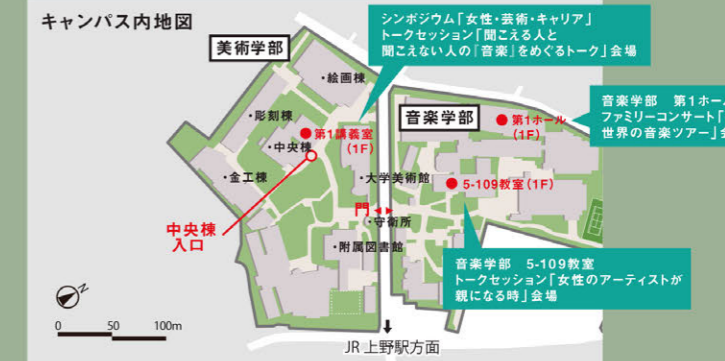 キャンパス内地図
シンポジウム「女性・芸術・キャリア」
トークセッション「聞こえる人と
聞こえない人の『音楽』をめぐるトーク」会場
美術学部
・絵画棟
・彫刻棟
第1講義室
(1F)
・中央棟
・金工棟
中央棟
入口
音楽学部
第1ホール
(1F)
音楽学部 第1ホー
ファミリーコンサート「
世界の音楽ツアー」会
・大学美術館
5-109教室(1F)
門
・守衛所
・附属図書館
音楽学部 5-109教室
トークセッション「女性のアーティストが
親になる時」会場
N
0 50 100m
JR 上野駅方面